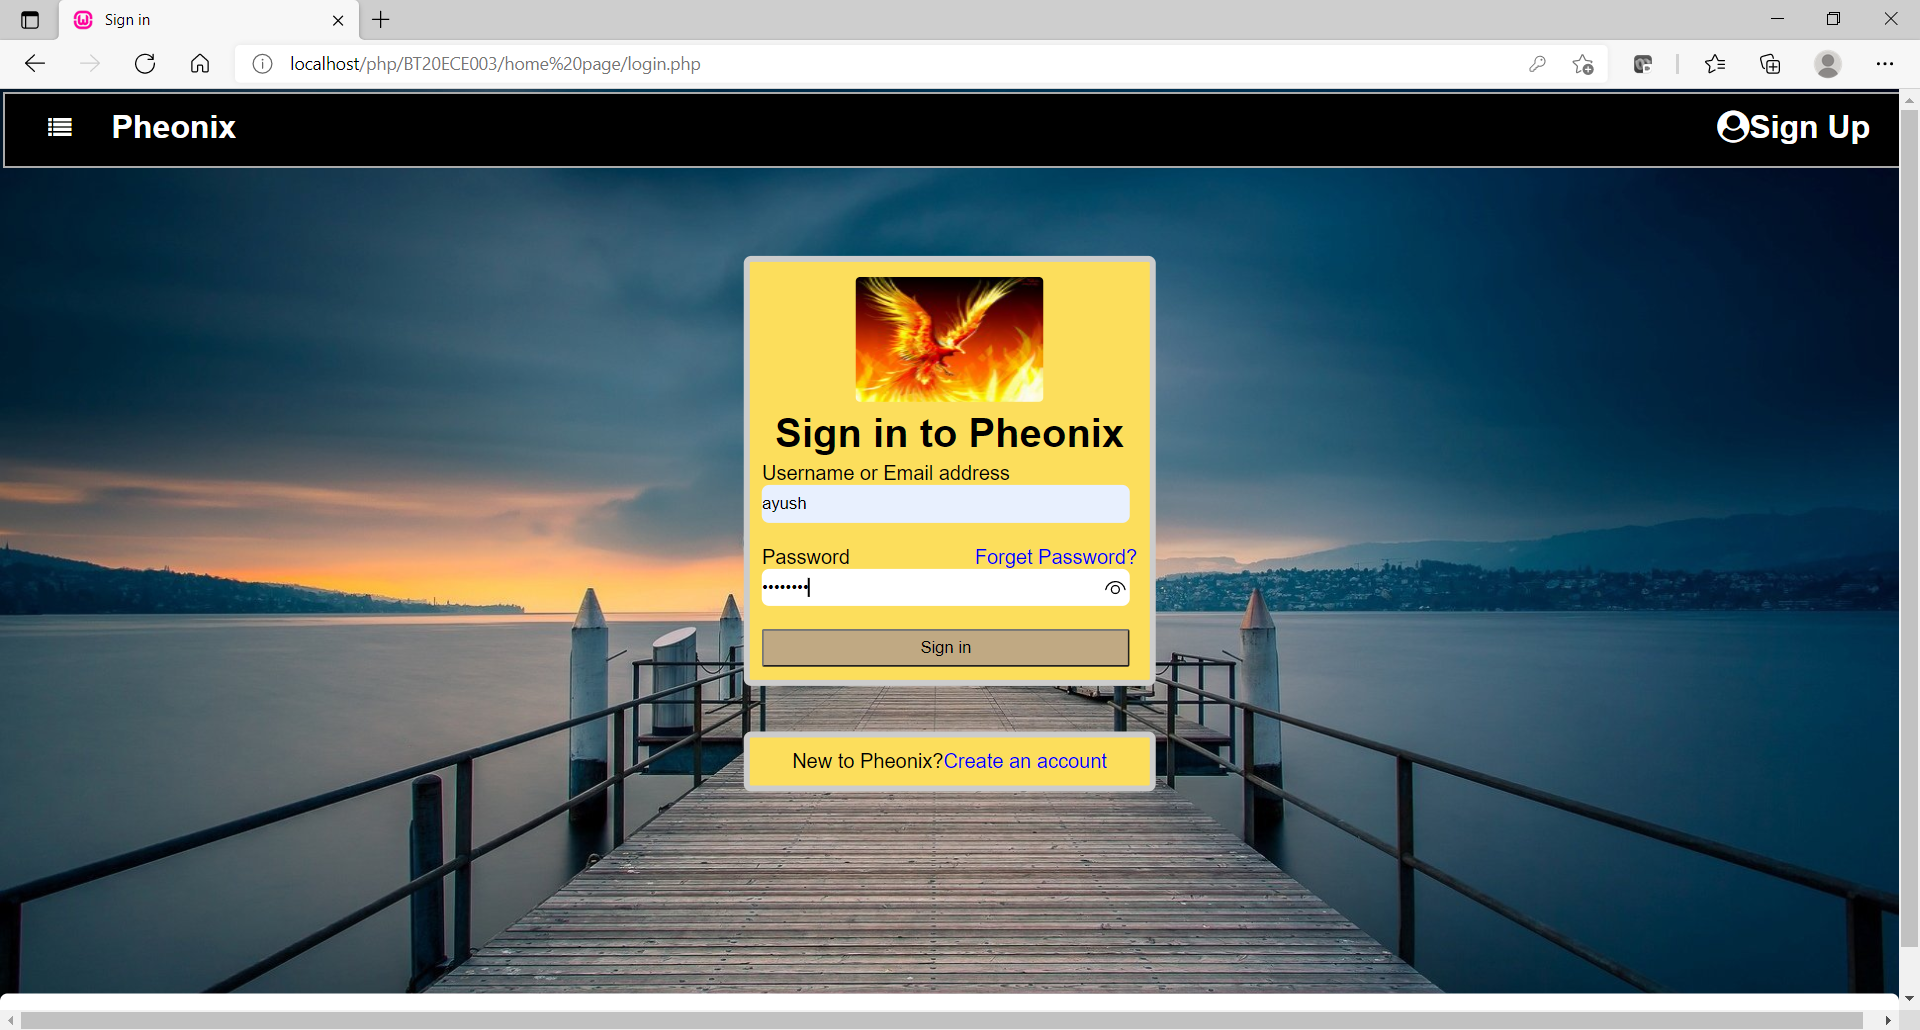 Sign in
localhost/php/BT20ECE003/home%20page/login.php
Pheonix
Sign Up
Sign in to Pheonix
Username or Email address
ayush
Password Forget Password?
Sign in
New to Pheonix?Create an account